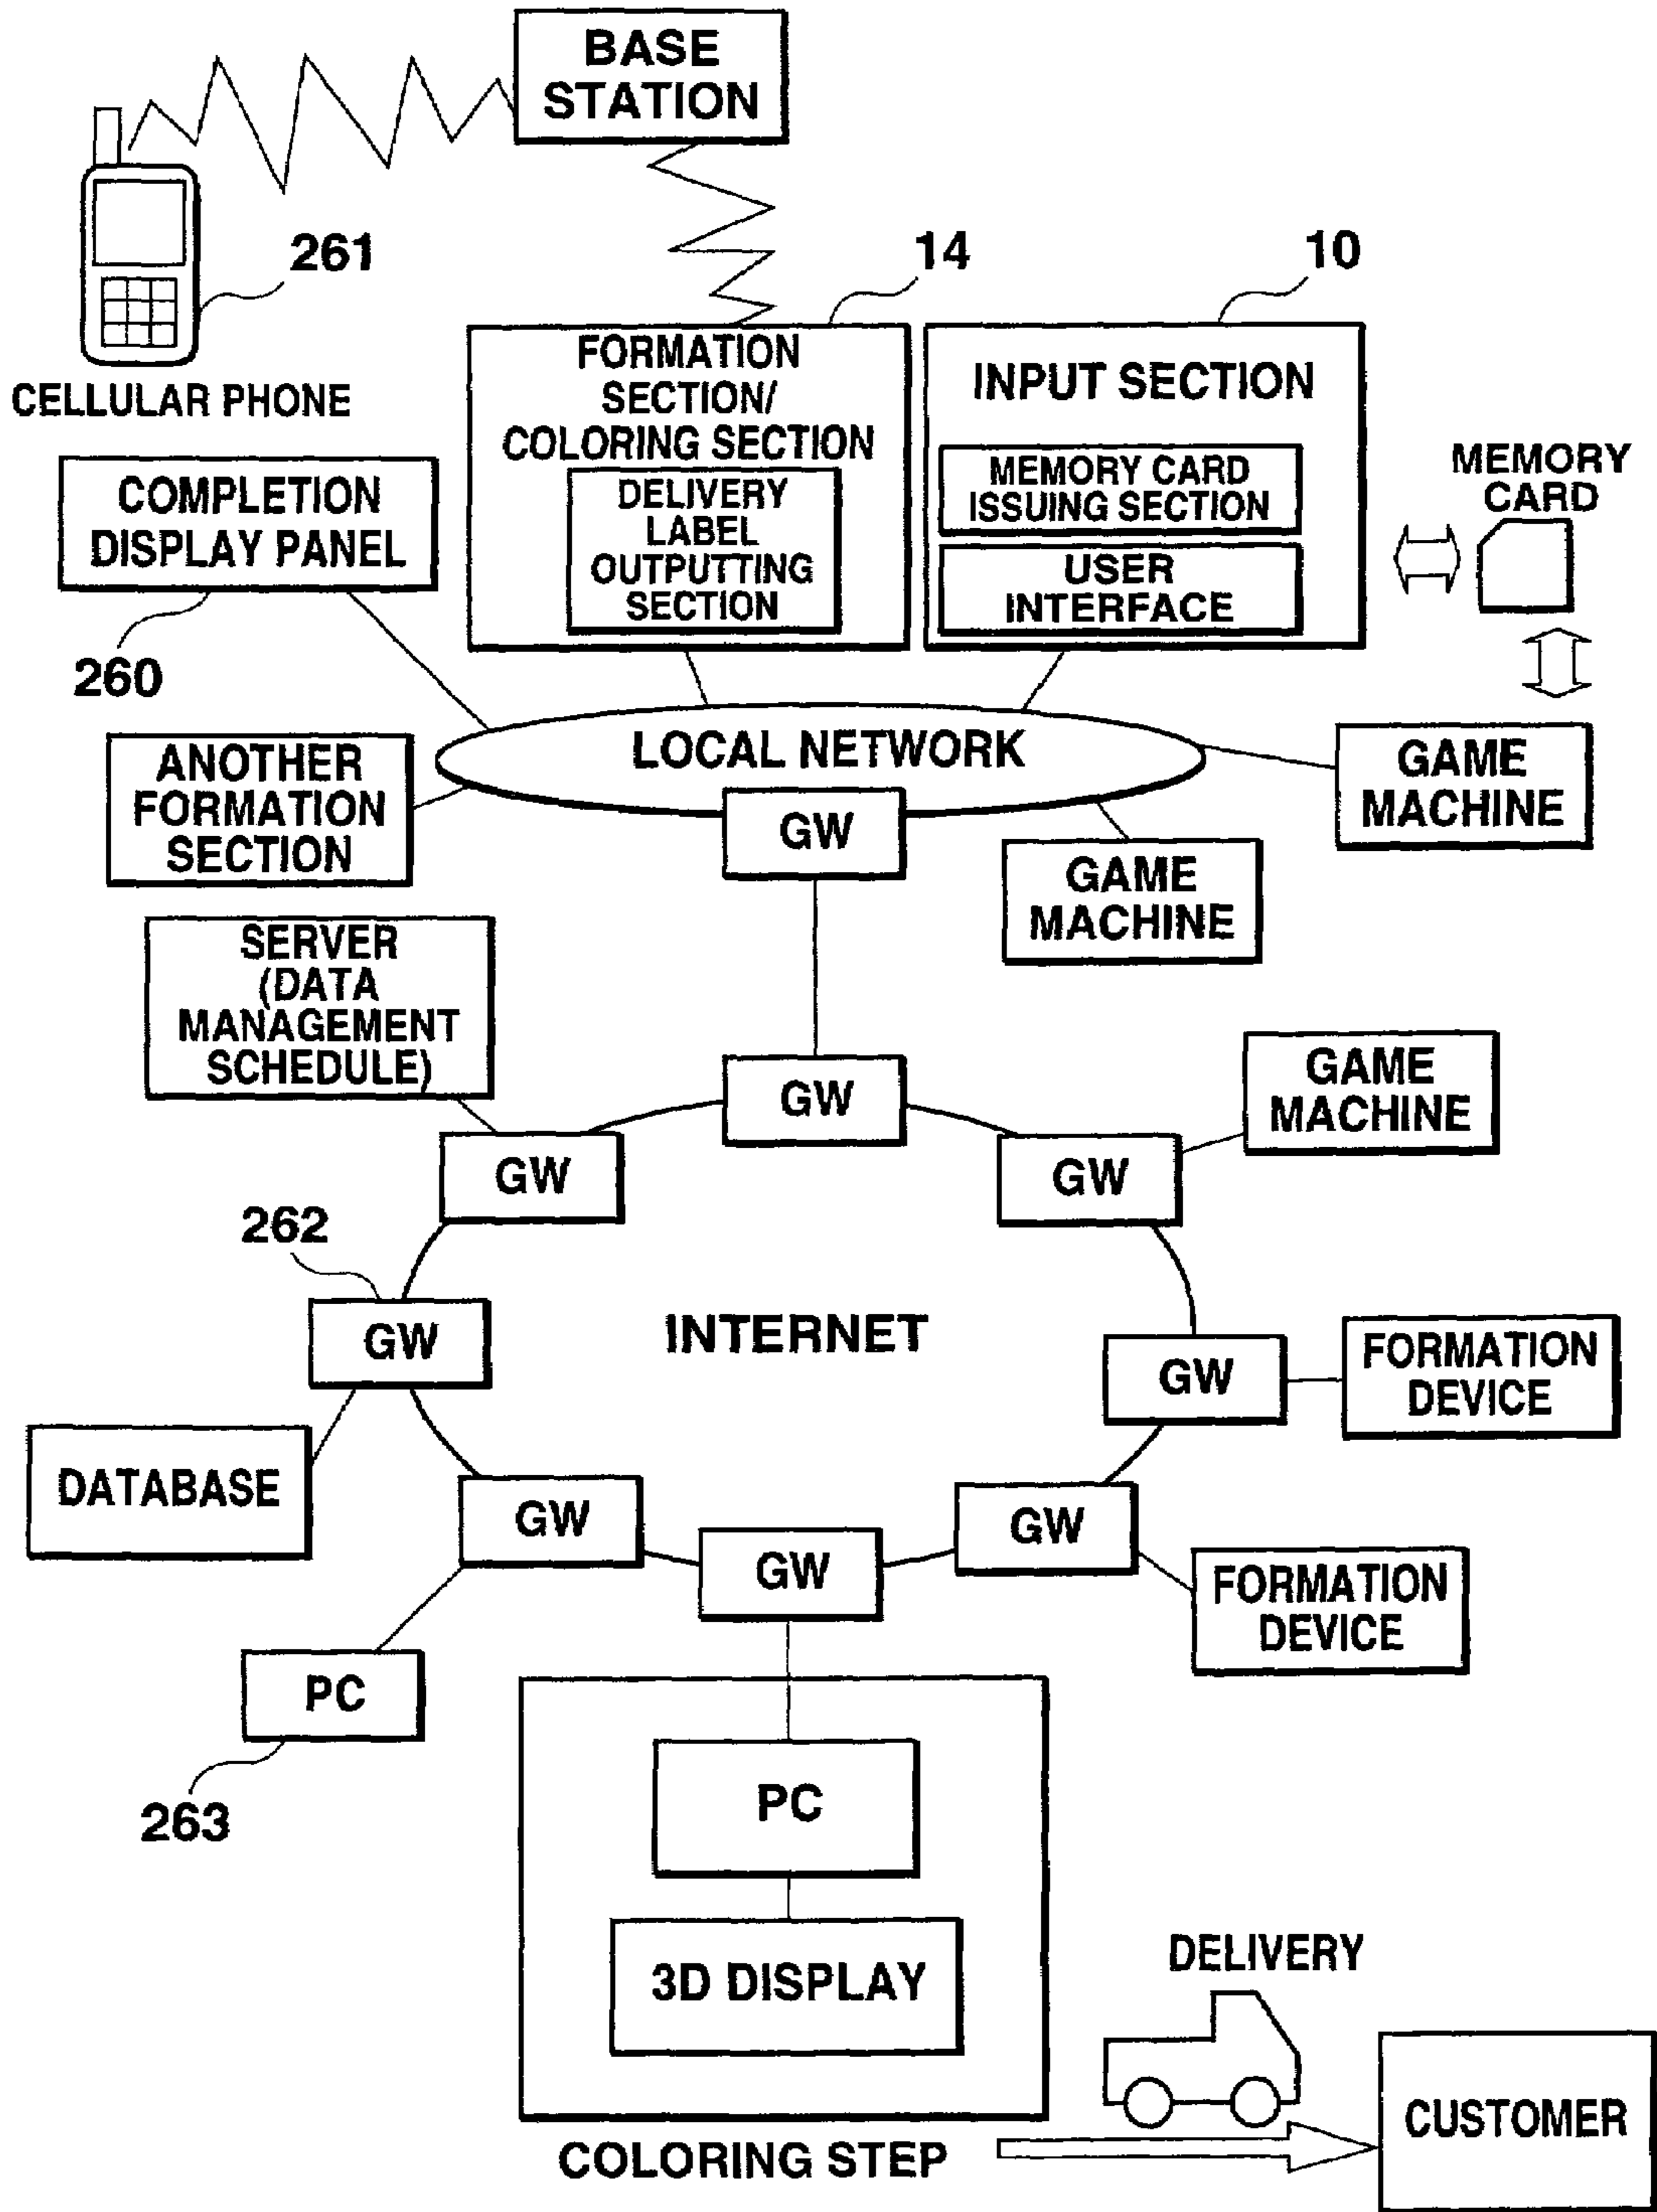 BASE
STATION
261
14
10
CELLULAR PHONE
FORMATION
SECTION/
COLORING SECTION
DELIVERY
LABEL
OUTPUTTING
SECTION
INPUT SECTION
MEMORY CARD
ISSUING SECTION
USER
INTERFACE
MEMORY
CARD
COMPLETION
DISPLAY PANEL
260
LOCAL NETWORK
GW
ANOTHER
FORMATION
SECTION
GAME
MACHINE
GAME
MACHINE
SERVER
(DATA
MANAGEMENT
SCHEDULE)
GW
GAME
MACHINE
GW
GW
262
GW
INTERNET
GW
FORMATION
DEVICE
DATABASE
GW
GW
GW
FORMATION
DEVICE
PC
263
PC
3D DISPLAY
COLORING STEP
DELIVERY
CUSTOMER